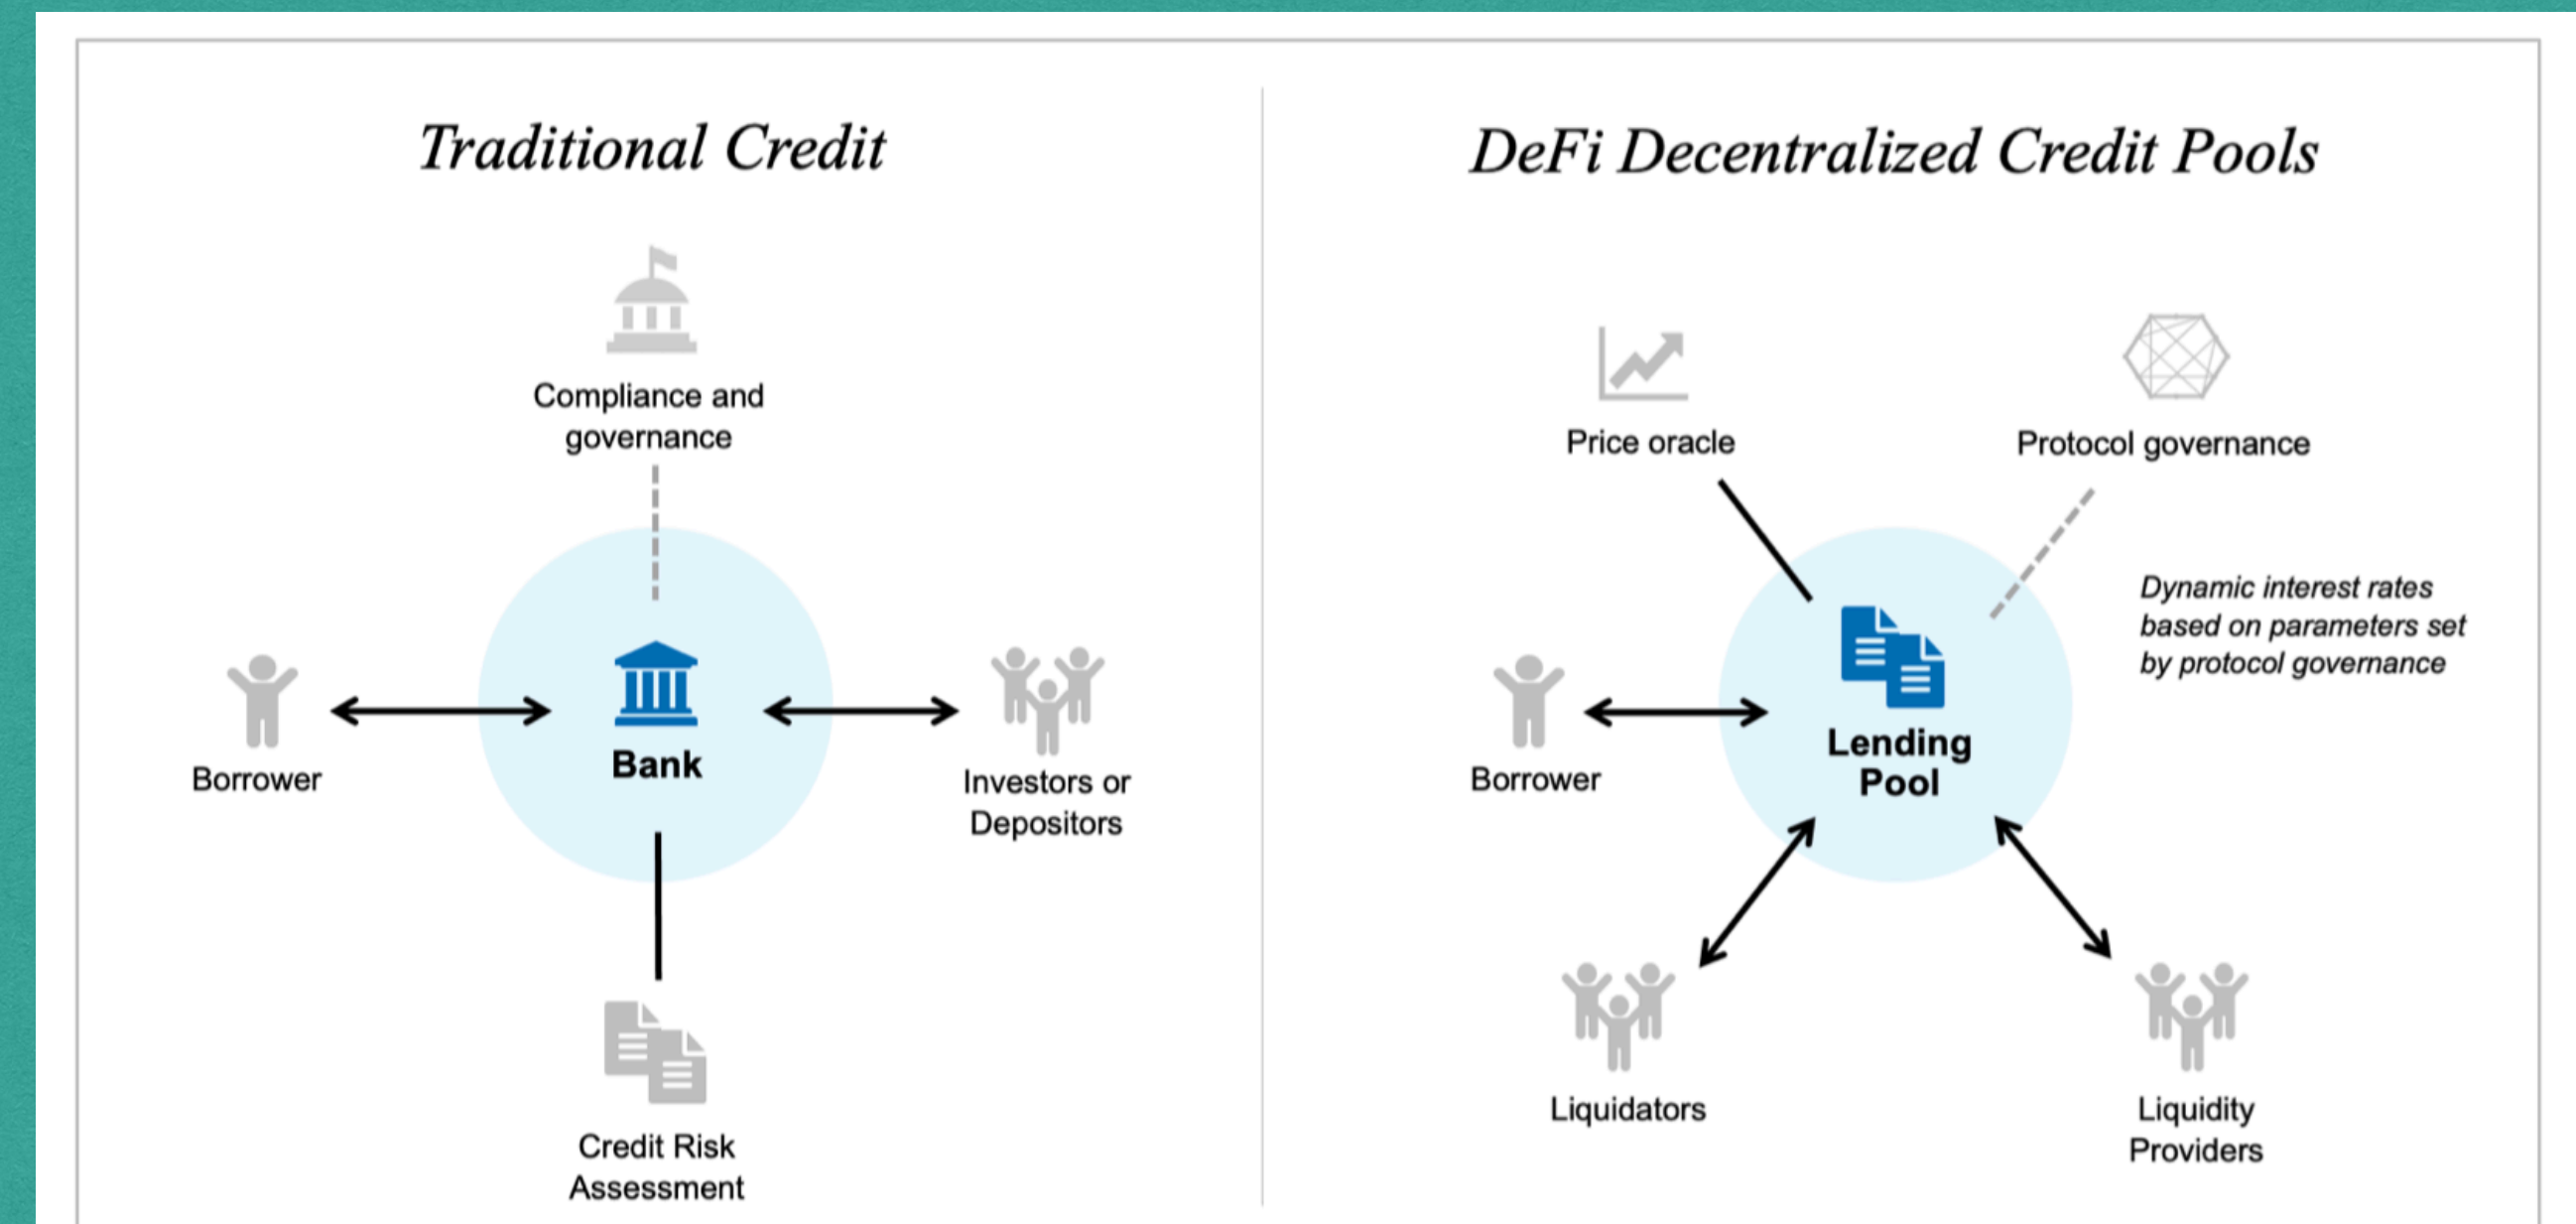 Traditional Credit
Compliance and
governance
Borrower
Bank
Investors or
Depositors
Credit Risk
Assessment
DeFi Decentralized Credit Pools
Price oracle
Protocol governance
Dynamic interest rates
based on parameters set
by protocol governance
Borrower
Lending
Pool
Liquidators
Liquidity
Providers